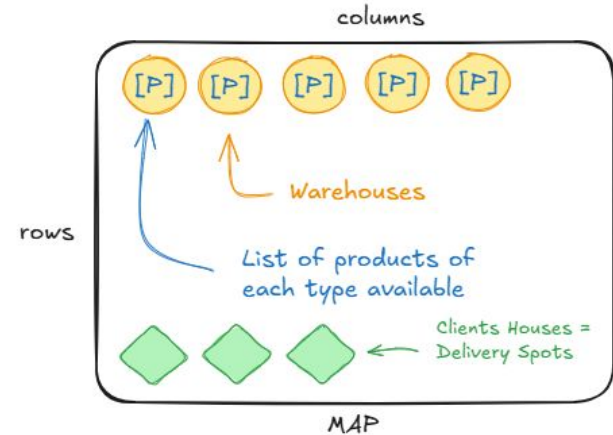 columns
[P] [P] [P] [P] [P]
Warehouses
rows
List of products of
each type available
Clients Houses =
Delivery Spots
MAP